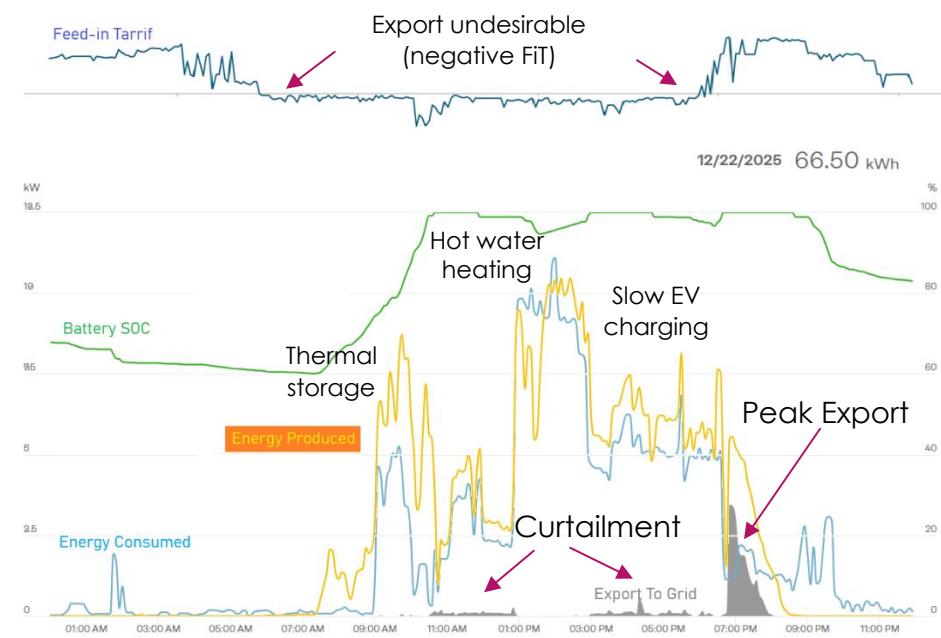 Feed-in Tarrif
Export undesirable
(negative FiT)
12/22/2025 66.50 kWh
kW
%
100
Hot water
heating
10
80
Slow EV
charging
Battery SOC
Thermal
storage
60
Peak Export
Energy Produced
5
40
Curtailment
2.5
20
Energy Consumed
Export To Grid
0
0
01:00 AM 03:00 AM 05:00 AM 07:00 AM 09:00 AM 11:00 AM 01:00 PM 03:00 PM 05:00 PM 07:00 PM 09:00 PM 11:00 PM